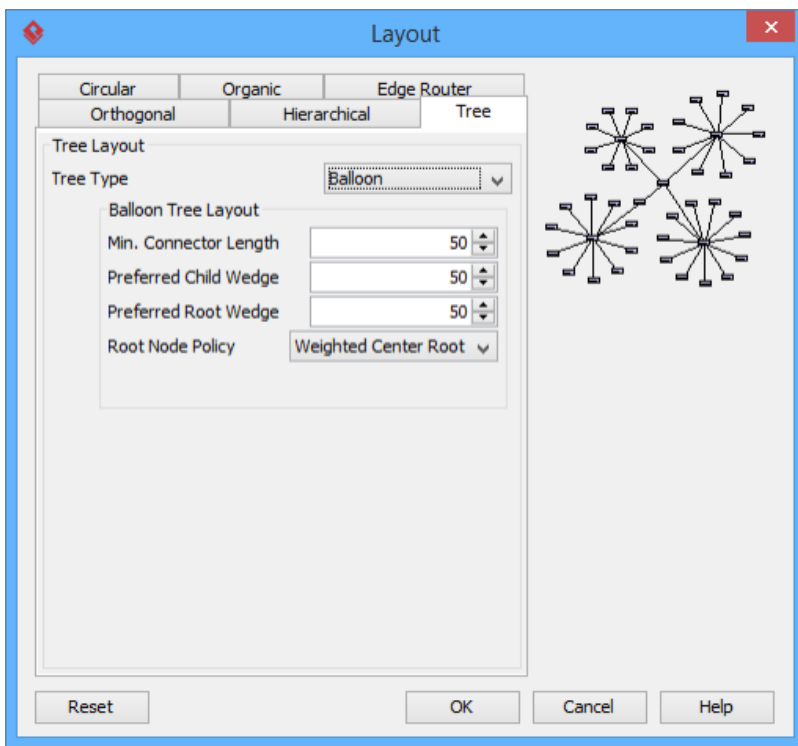 Layout
Circular Organic Edge Router
Orthogonal Hierarchical Tree
Tree Layout
Tree Type Balloon
Balloon Tree Layout
Min. Connector Length 50
Preferred Child Wedge 50
Preferred Root Wedge 50
Root Node Policy Weighted Center Root
Reset OK Cancel Help